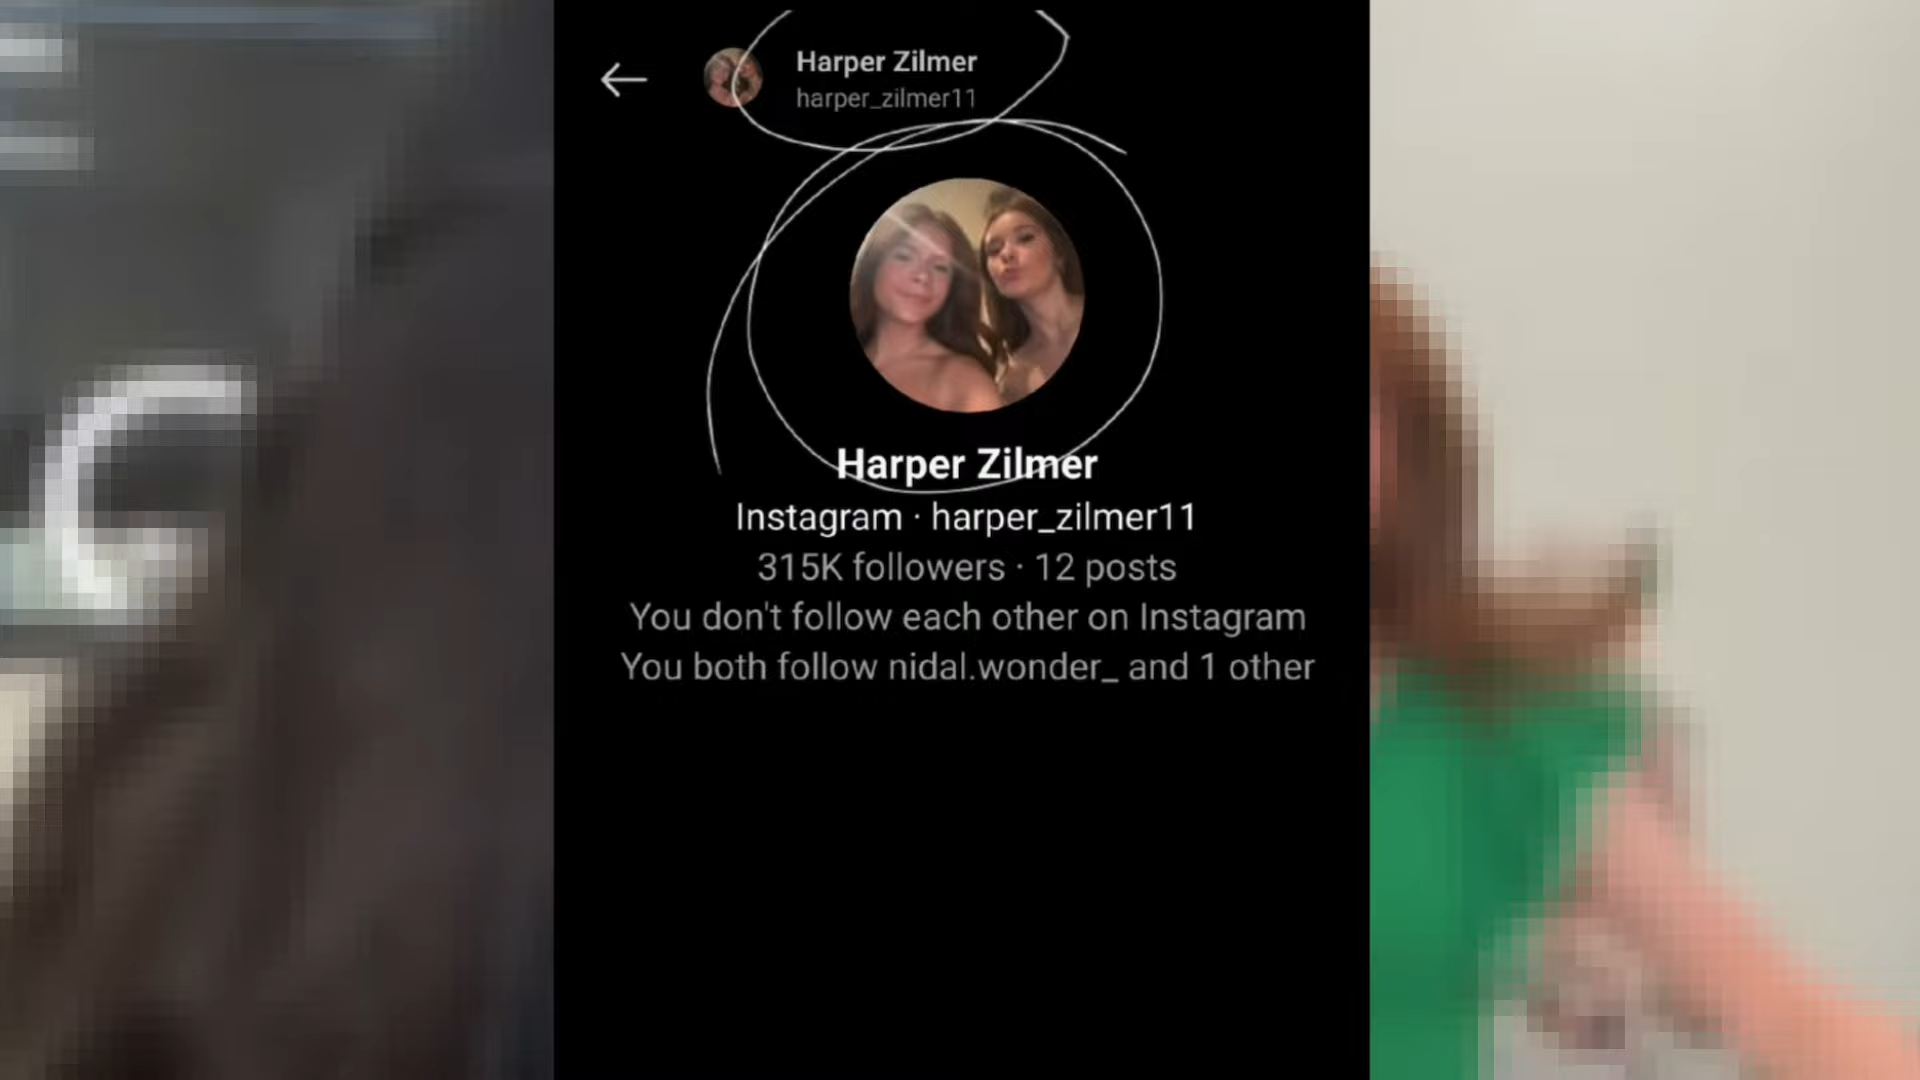 Harper Zilmer
harper_zilmer11
Harper Zilmer
Instagram · harper_zilmer11
315K followers · 12 posts
You don't follow each other on Instagram
You both follow nidal.wonder_ and 1 other